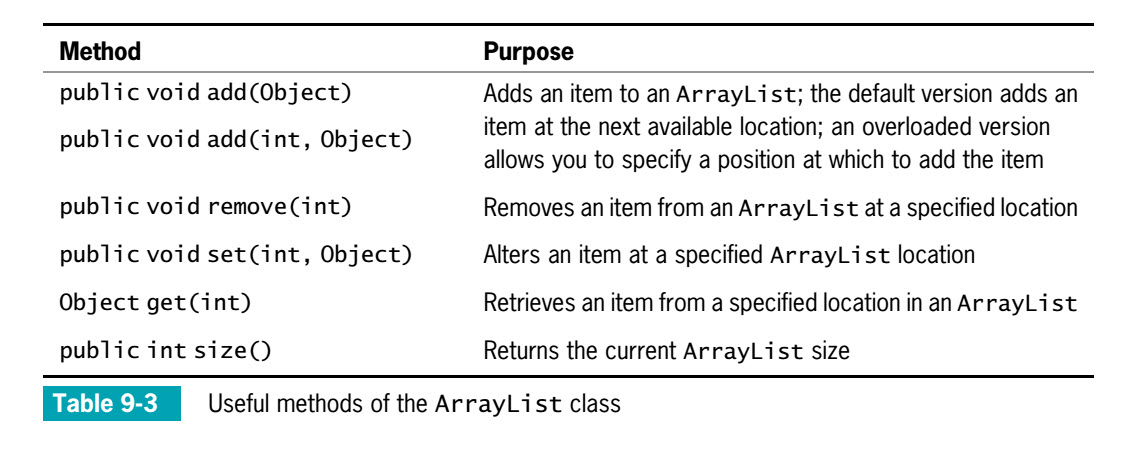 Method Purpose
public void add(Object) Adds an item to an ArrayList; the default version adds an
public void add(int, Object) item at the next available location; an overloaded version
allows you to specify a position at which to add the item
public void remove(int) Removes an item from an ArrayList at a specified location
public void set(int, Object) Alters an item at a specified ArrayList location
Object get(int) Retrieves an item from a specified location in an ArrayList
public int size() Returns the current ArrayList size
Table 9-3 Useful methods of the ArrayList class